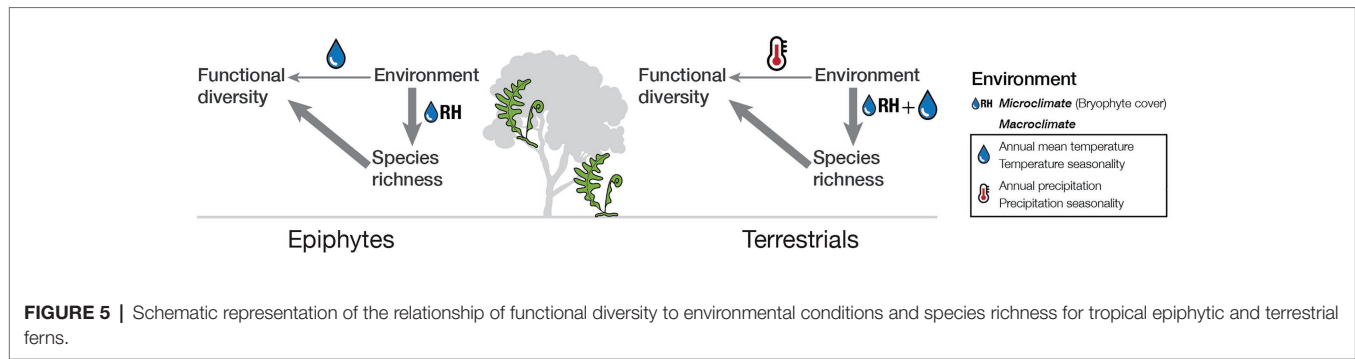 Functional
diversity
Environment
RH
Species
richness
Epiphytes
Functional
diversity
Environment
RH +
Species
richness
Terrestrials
Environment
RH Microclimate (Bryophyte cover)
Macroclimate
Annual mean temperature
Temperature seasonality
Annual precipitation
Precipitation seasonality
FIGURE 5 | Schematic representation of the relationship of functional diversity to environmental conditions and species richness for tropical epiphytic and terrestrial
ferns.